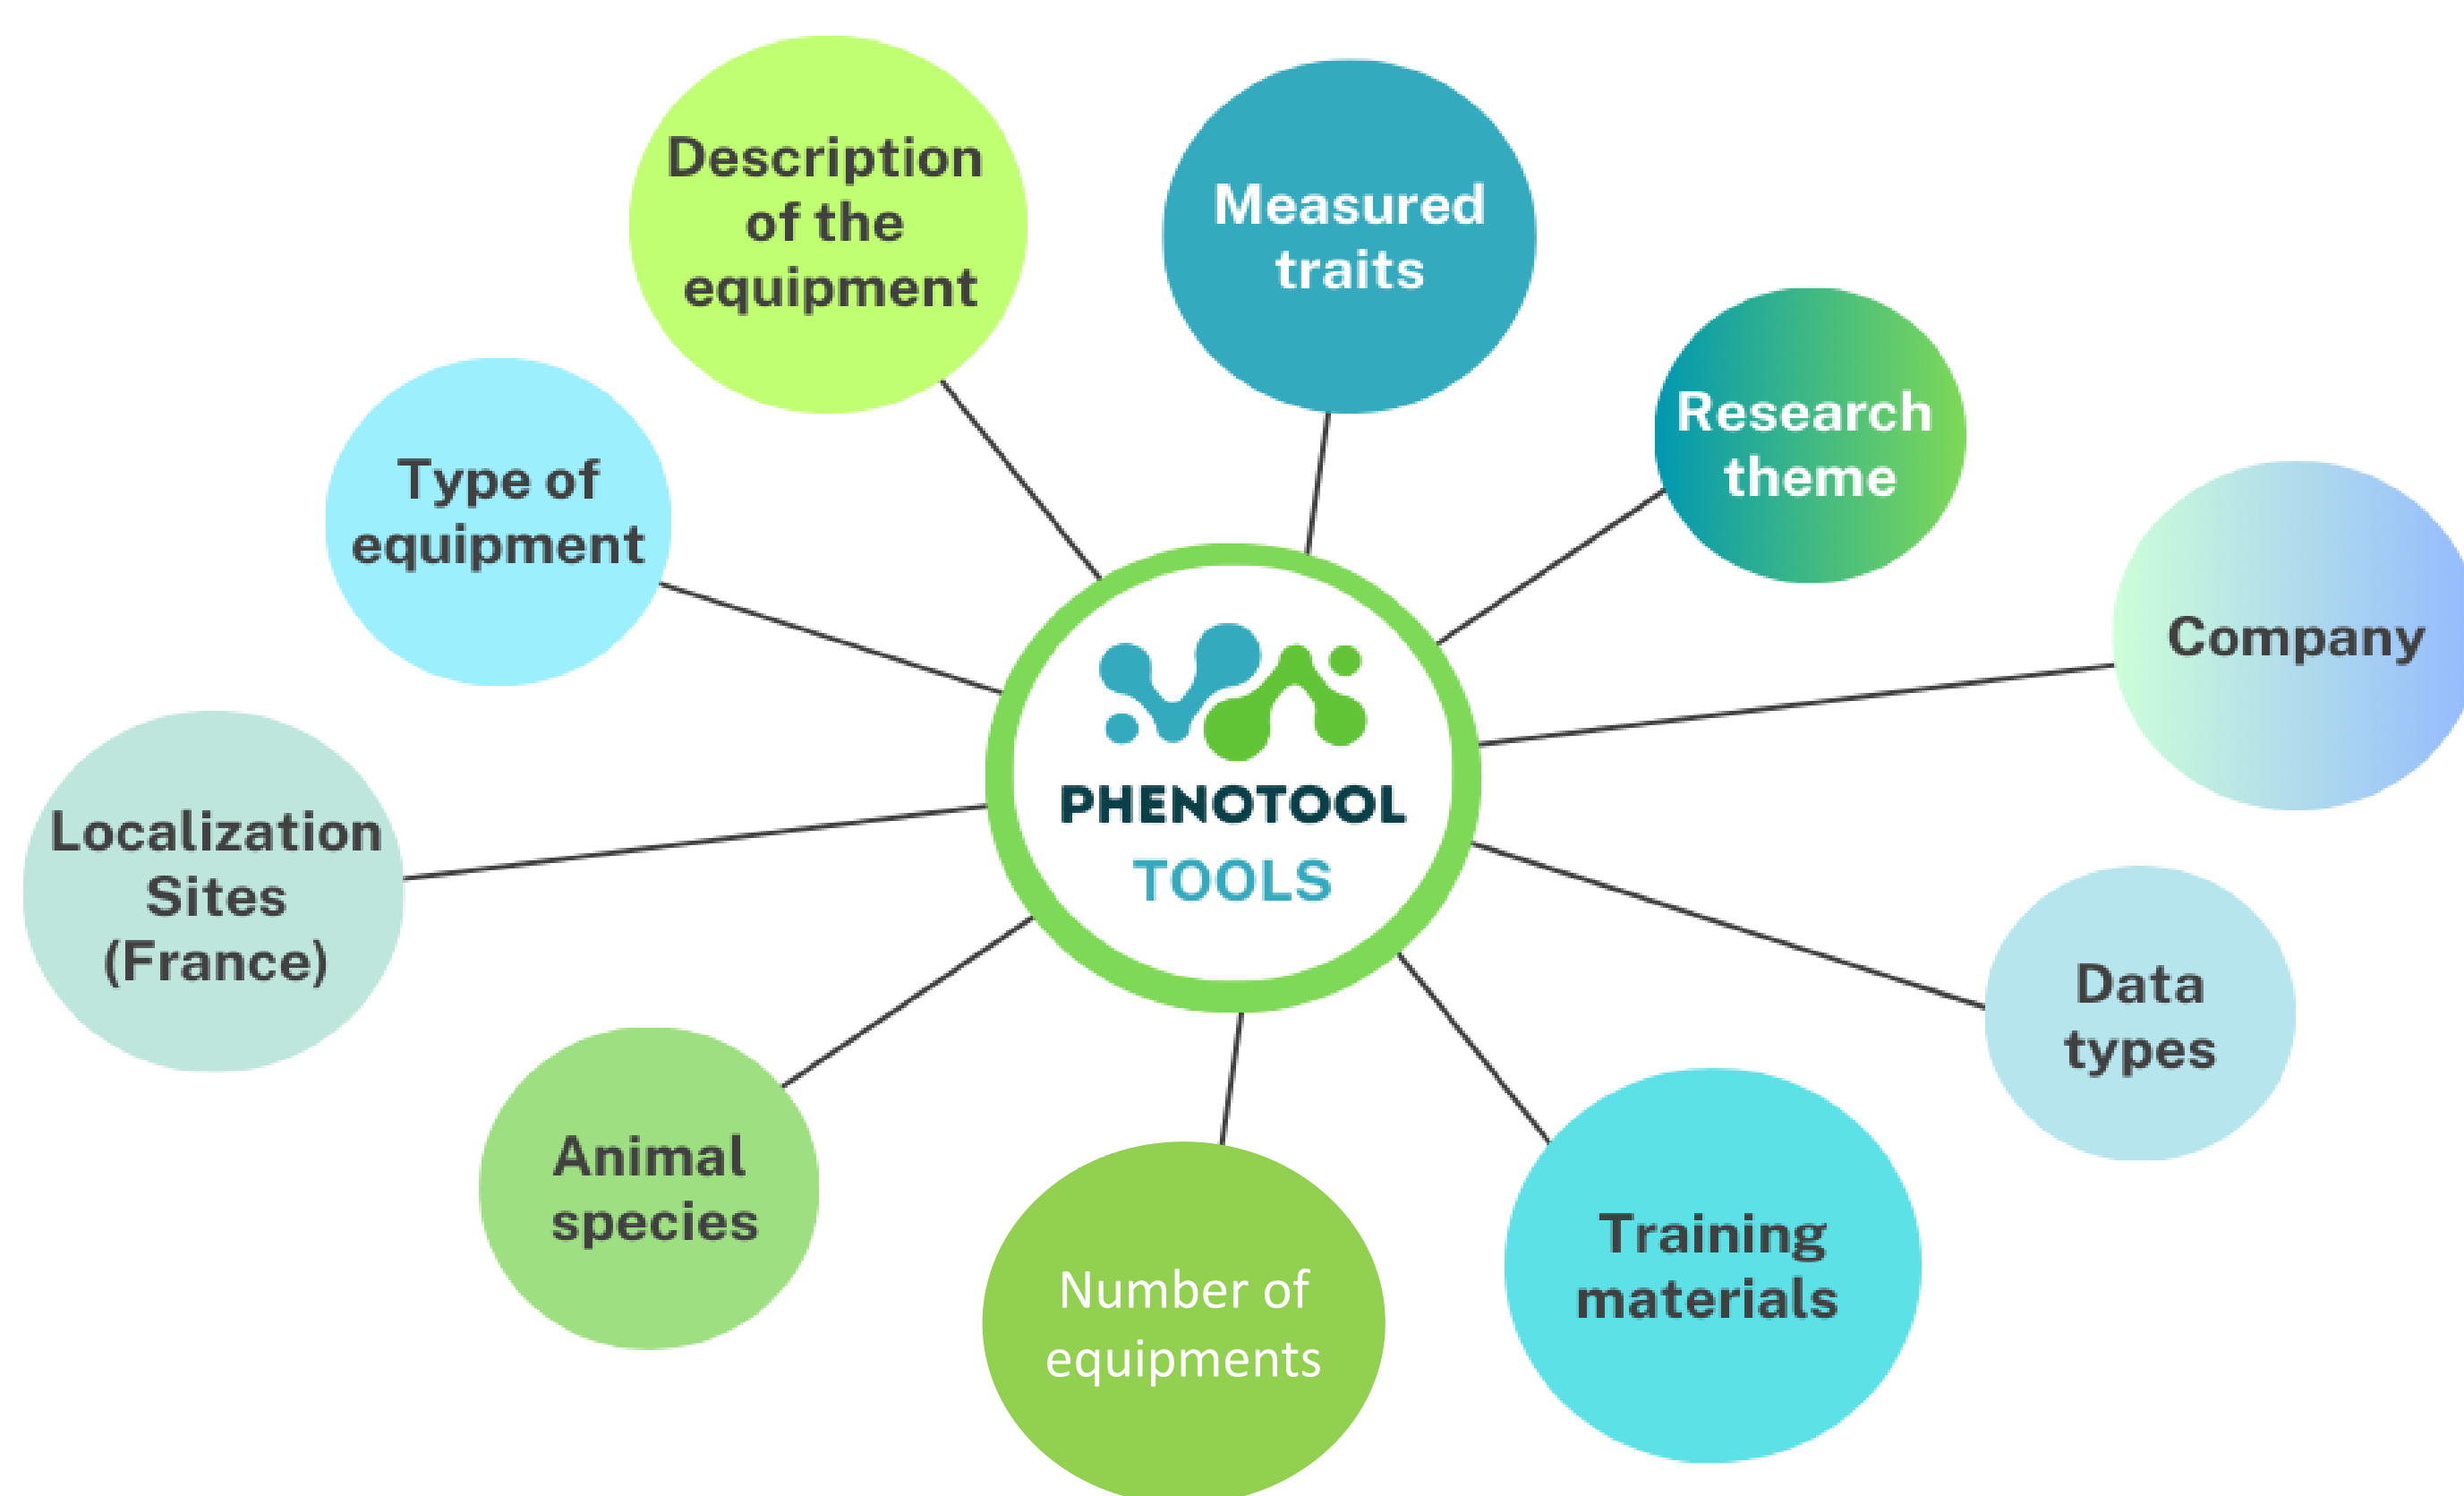 Description
of the
equipment
Measured
traits
Research
theme
Type of
equipment
Company
PHENOTOOL
TOOLS
Localization
Sites
(France)
Data
types
Animal
species
Number of
equipments
Training
materials